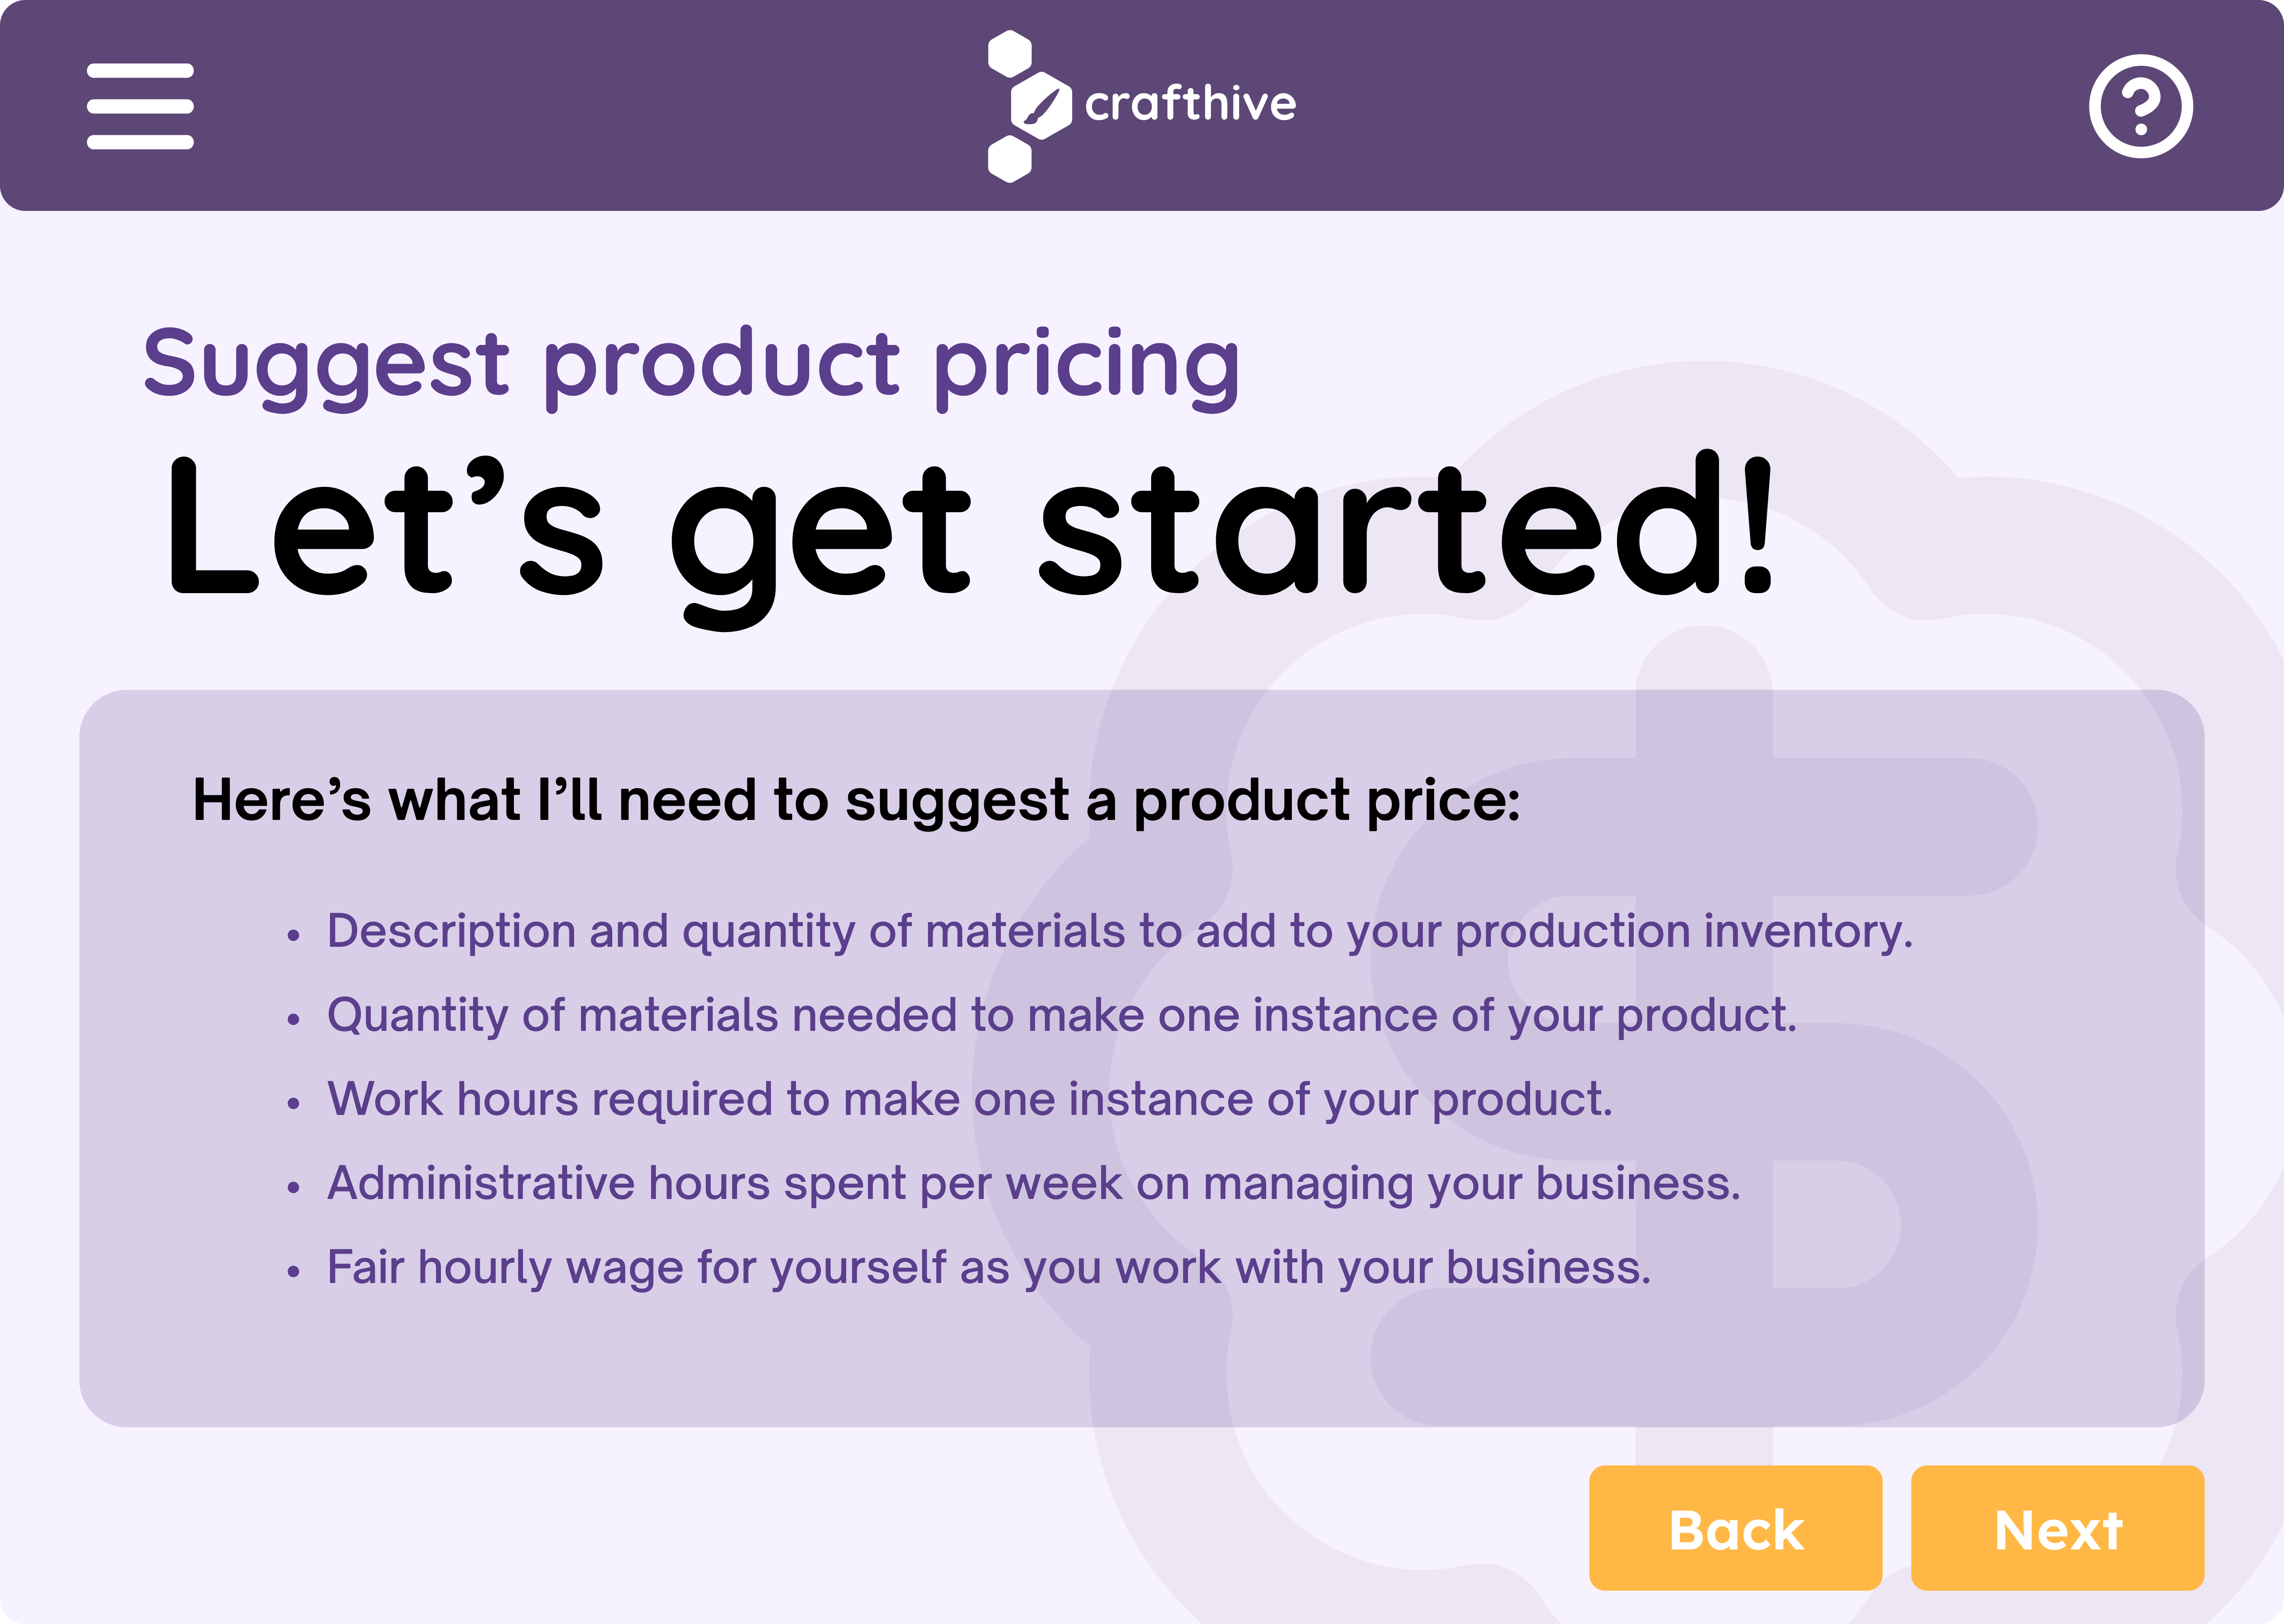 crafthive
?
Suggest product pricing
Let’s get started!
Here’s what I’ll need to suggest a product price:
• Description and quantity of materials to add to your production inventory.
• Quantity of materials needed to make one instance of your product.
• Work hours required to make one instance of your product.
• Administrative hours spent per week on managing your business.
• Fair hourly wage for yourself as you work with your business.
Back
Next